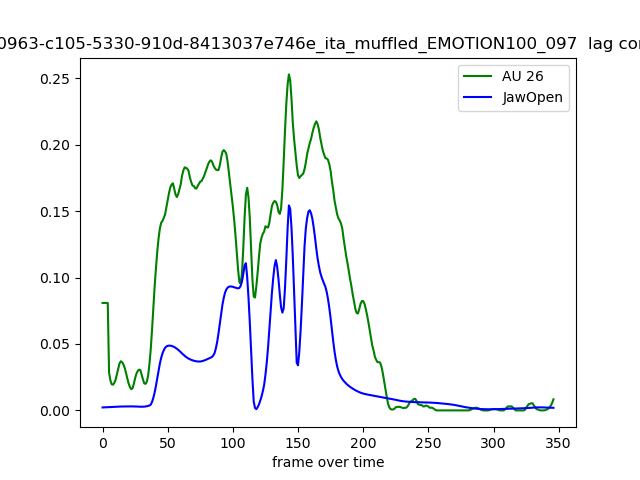 0963-c105-5330-910d-8413037e746e_ita_muffled_EMOTION100_097 lag
AU 26
JawOpen
0.25
0.20
0.15
0.10
0.05
0.00
0 50 100 150 200 250 300 350
frame over time